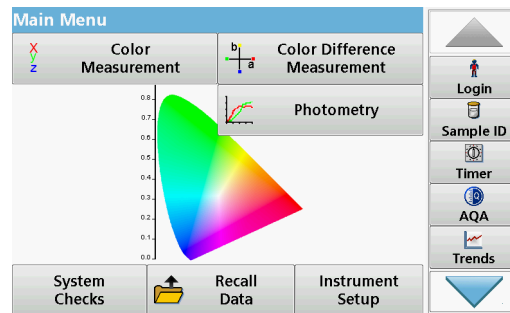 Main Menu
X
y
z
Color
Measurement
b
a
Color Difference
Measurement
Photometry
0.8
0.7
0.6
0.5
0.4
0.3
0.2
0.1
0.0
System
Checks
Recall
Data
Instrument
Setup
Login
Sample ID
Timer
AQA
Trends